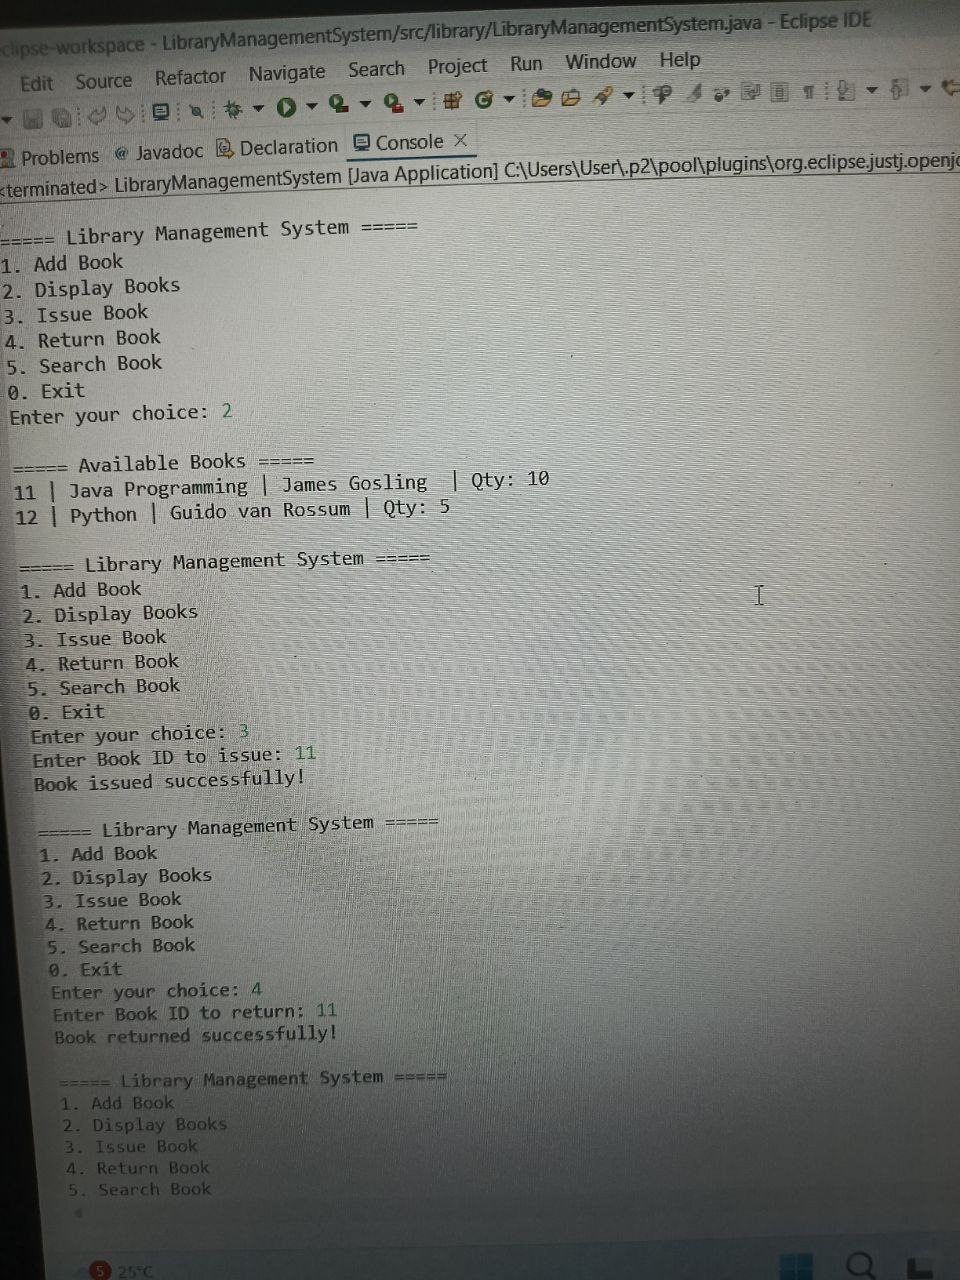 clipse-workspace - LibraryManagementSystem/src/library/LibraryManagementSystem.java - Eclipse IDE
Edit Source Refactor Navigate Search Project Run Window Help
Problems @ Javadoc Declaration Console
<terminated> LibraryManagementSystem [Java Application] C:\Users\User\.p2\pool\plugins\org.eclipse.justj.openjd
===== Library Management System =====
1. Add Book
2. Display Books
3. Issue Book
4. Return Book
5. Search Book
0. Exit
Enter your choice: 2
===== Available Books =====
11 | Java Programming | James Gosling  | Qty: 10
12 | Python | Guido van Rossum | Qty: 5
===== Library Management System =====
1. Add Book
2. Display Books
3. Issue Book
4. Return Book
5. Search Book
0. Exit
Enter your choice: 3
Enter Book ID to issue: 11
Book issued successfully!
===== Library Management System =====
1. Add Book
2. Display Books
3. Issue Book
4. Return Book
5. Search Book
0. Exit
Enter your choice: 4
Enter Book ID to return: 11
Book returned successfully!
===== Library Management System =====
1. Add Book
2. Display Books
3. Issue Book
4. Return Book
5. Search Book
5 25°C